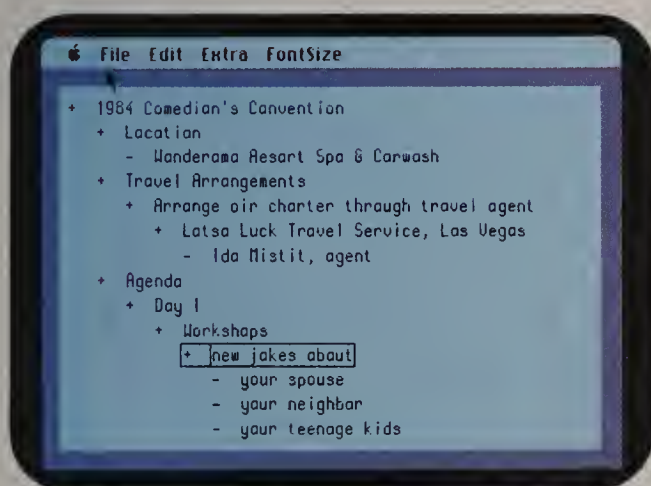 File Edit Extra FontSize
+ 1984 Comedian's Convention
+ Location
- Wanderama Resort Spa & Carwash
+ Travel Arrangements
+ Arrange air charter through travel agent
+ Latsa Luck Travel Service, Las Vegas
- Ida Mistit, agent
+ Agenda
+ Day 1
+ Workshops
+ new jokes about
- your spouse
- your neighbor
- your teenage kids